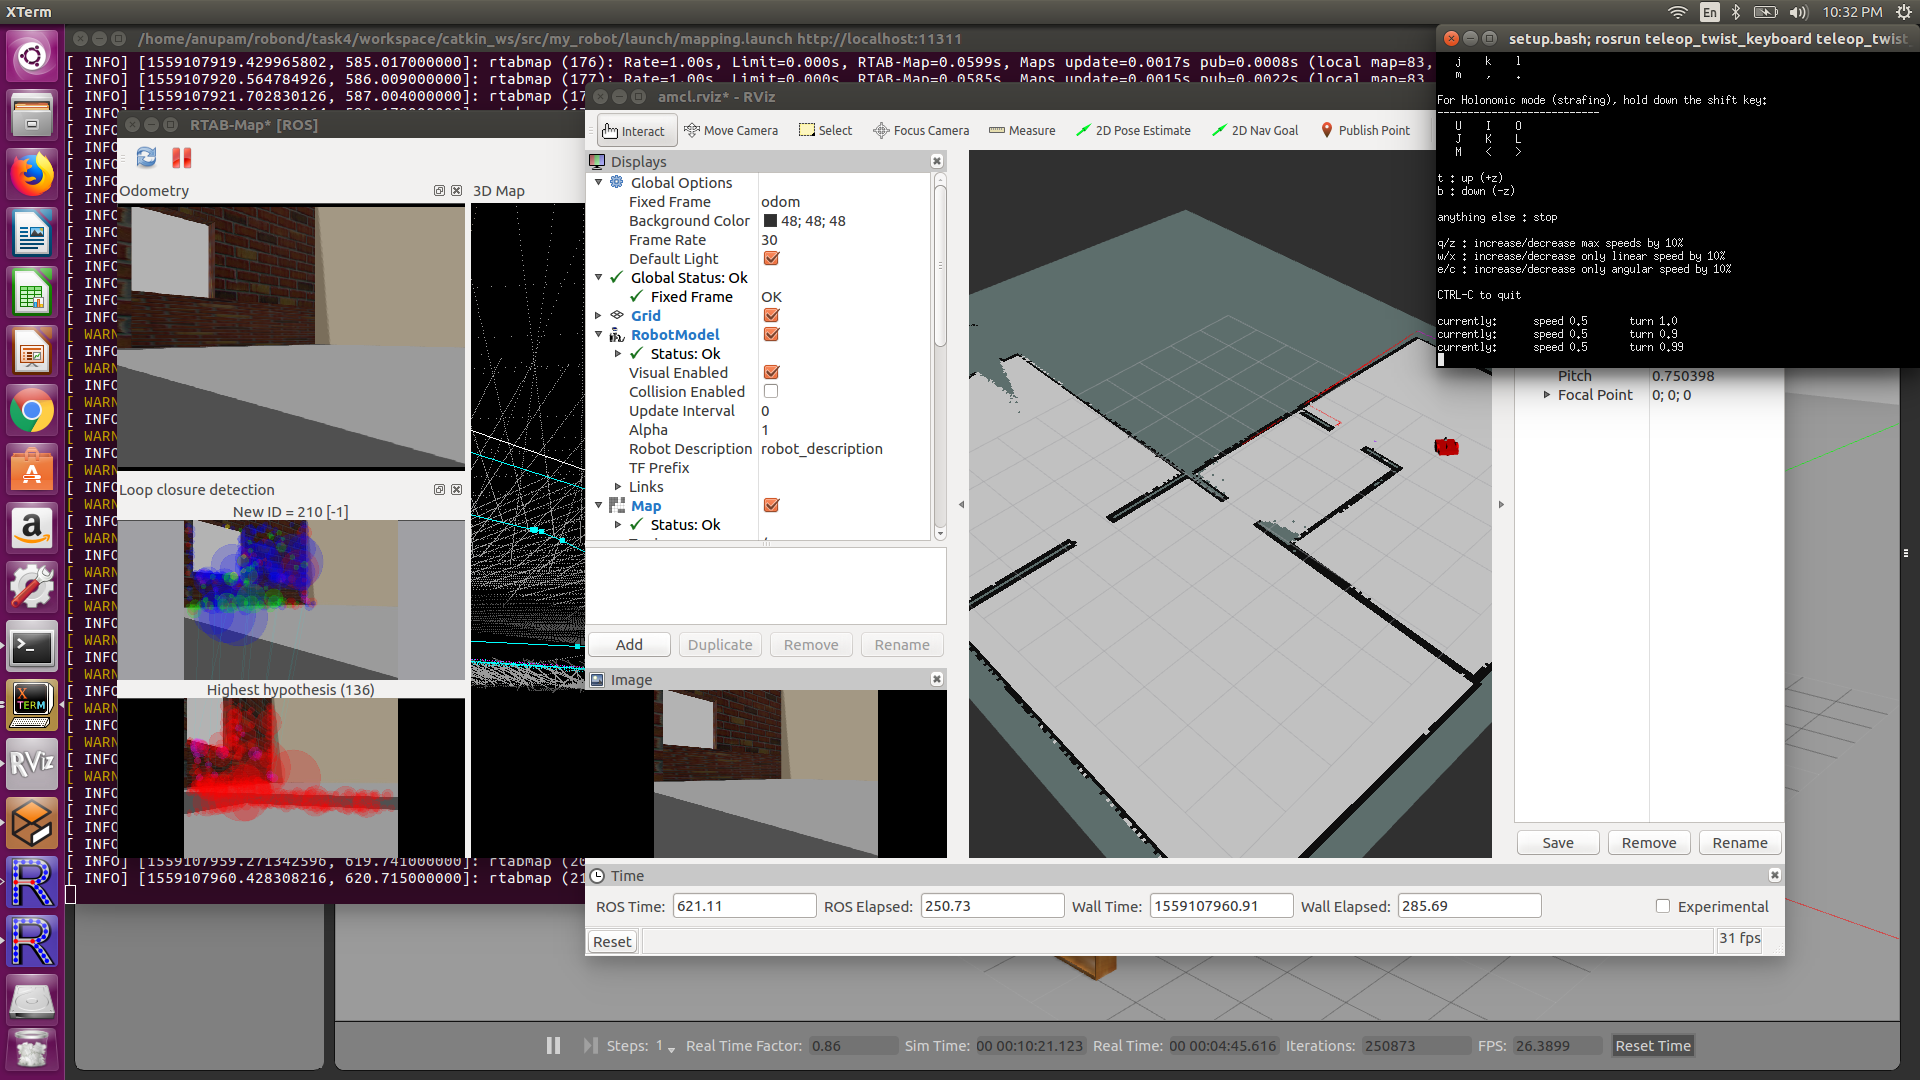 XTerm
En
10:32 PM
/home/anupam/robond/task4/workspace/catkin_ws/src/my_robot/launch/mapping.launch http://localhost:11311
[ INFO] [1559107919.429965802, 585.017000000]: rtabmap (176): Rate=1.00s, Limit=0.000s, RTAB-Map=0.0599s, Maps update=0.0017s pub=0.0008s (local map=83,
[ INFO] [1559107920.564784926, 586.009000000]: rtabmap (177): Rate=1.00s, Limit=0.000s, RTAB-Map=0.0585s, Maps update=0.0015s pub=0.0022s (local map=83,
[ INFO] [1559107921.702830126, 587.004000000]: rtabmap (17
RTAB-Map* [ROS]
Odometry
3D Map
Loop closure detection
New ID = 210 [-1]
Highest hypothesis (136)
[ INFO] [1559107959.271342596, 619.741000000]: rtabmap (20
[ INFO] [1559107960.428308216, 620.715000000]: rtabmap (21
amcl.rviz* - RViz
Interact
Move Camera
Select
Focus Camera
Measure
2D Pose Estimate
2D Nav Goal
Publish Point
Displays
Global Options
Fixed Frame odom
Background Color 48; 48; 48
Frame Rate 30
Default Light
Global Status: Ok
Fixed Frame OK
Grid
RobotModel
Status: Ok
Visual Enabled
Collision Enabled
Update Interval 0
Alpha 1
Robot Description robot_description
TF Prefix
Links
Map
Status: Ok
Add
Duplicate
Remove
Rename
Image
Pitch 0.750398
Focal Point 0; 0; 0
Save
Remove
Rename
Time
ROS Time: 621.11
ROS Elapsed: 250.73
Wall Time: 1559107960.91
Wall Elapsed: 285.69
Experimental
Reset
31 fps
setup.bash; rosrun teleop_twist_keyboard teleop_twist_
j k l
m , .
For Holonomic mode (strafing), hold down the shift key:
---------------------------
U I O
J K L
M < >
t : up (+z)
b : down (-z)
anything else : stop
q/z : increase/decrease max speeds by 10%
w/x : increase/decrease only linear speed by 10%
e/c : increase/decrease only angular speed by 10%
CTRL-C to quit
currently: speed 0.5 turn 1.0
currently: speed 0.5 turn 0.9
currently: speed 0.5 turn 0.99
Steps: 1
Real Time Factor: 0.86
Sim Time: 00 00:10:21.123
Real Time: 00 00:04:45.616
Iterations: 250873
FPS: 26.3899
Reset Time